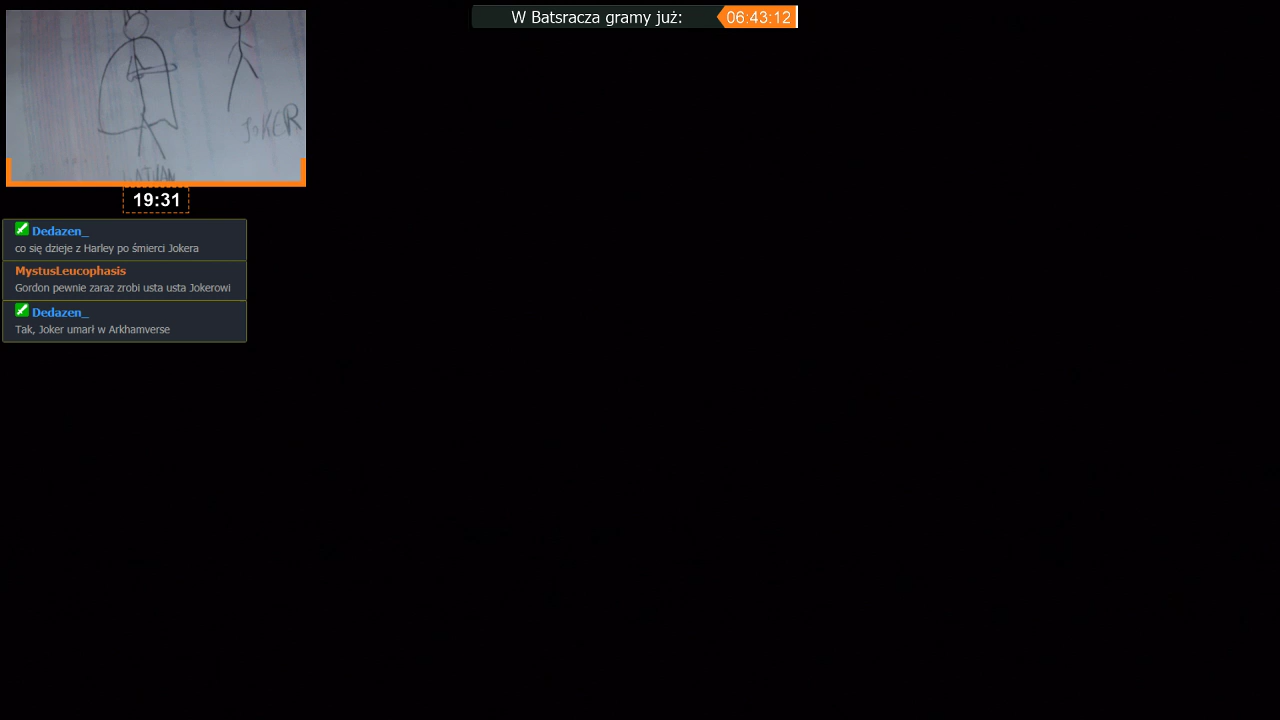 W Batsracza gramy już: 06:43:12
JOKER
BATMAN
19:31
Dedazen_
co się dzieje z Harley po śmierci Jokera
MystusLeucophasis
Gordon pewnie zaraz zrobi usta usta Jokerowi
Dedazen_
Tak, Joker umarł w Arkhamverse